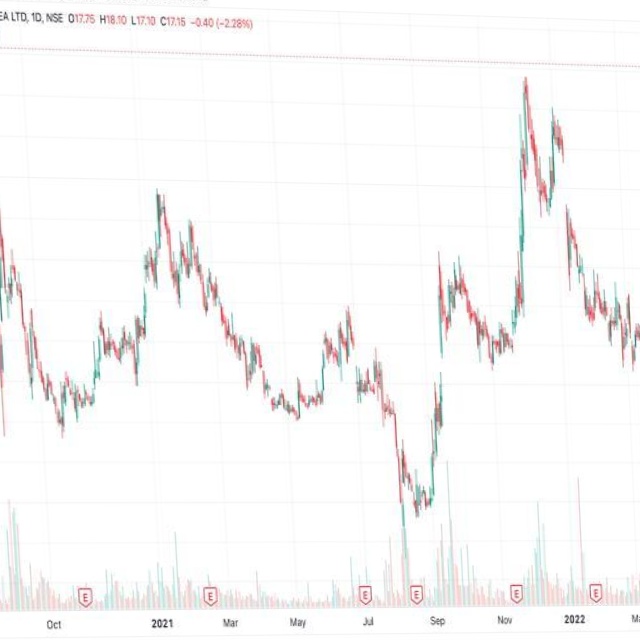 EA LTD, 1D, NSE O17.75 H18.10 L17.10 C17.15 −0.40 (−2.28%)
E E E E E E
Oct 2021 Mar May Jul Sep Nov 2022